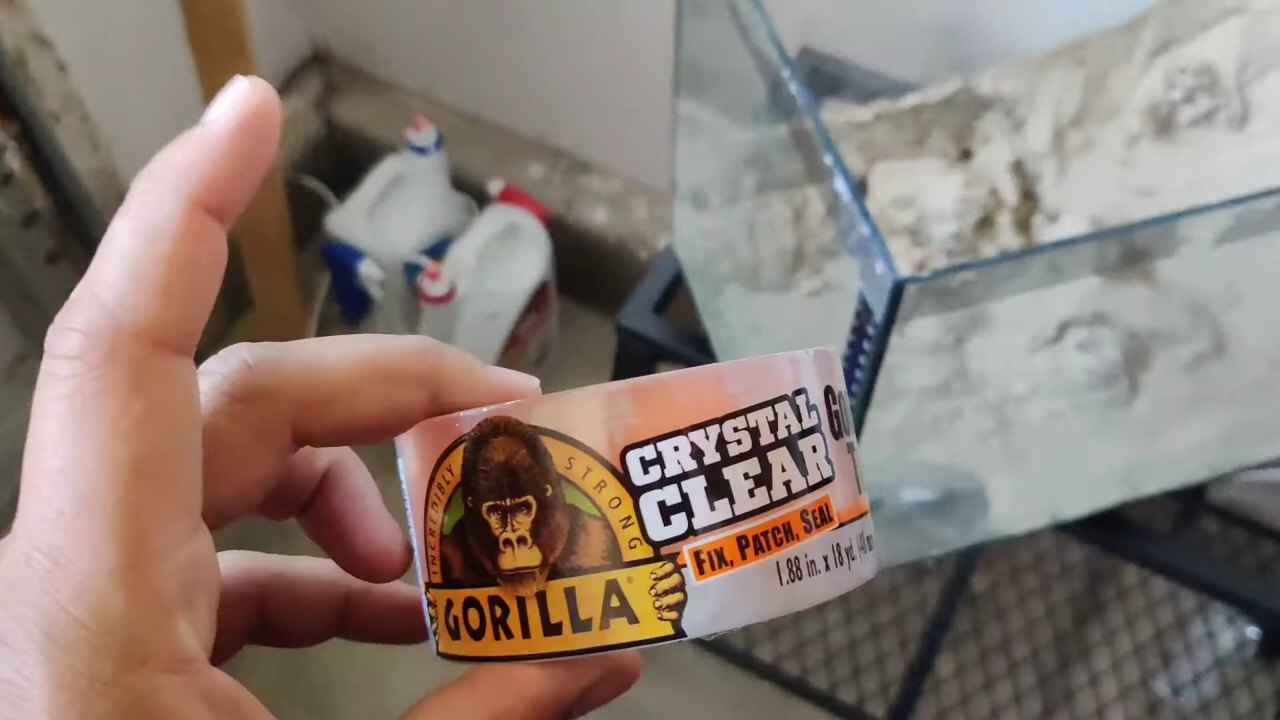 INCREDIBLY STRONG
GORILLA
CRYSTAL
CLEAR
FIX, PATCH, SEAL
1.88 in. x 18 yd.